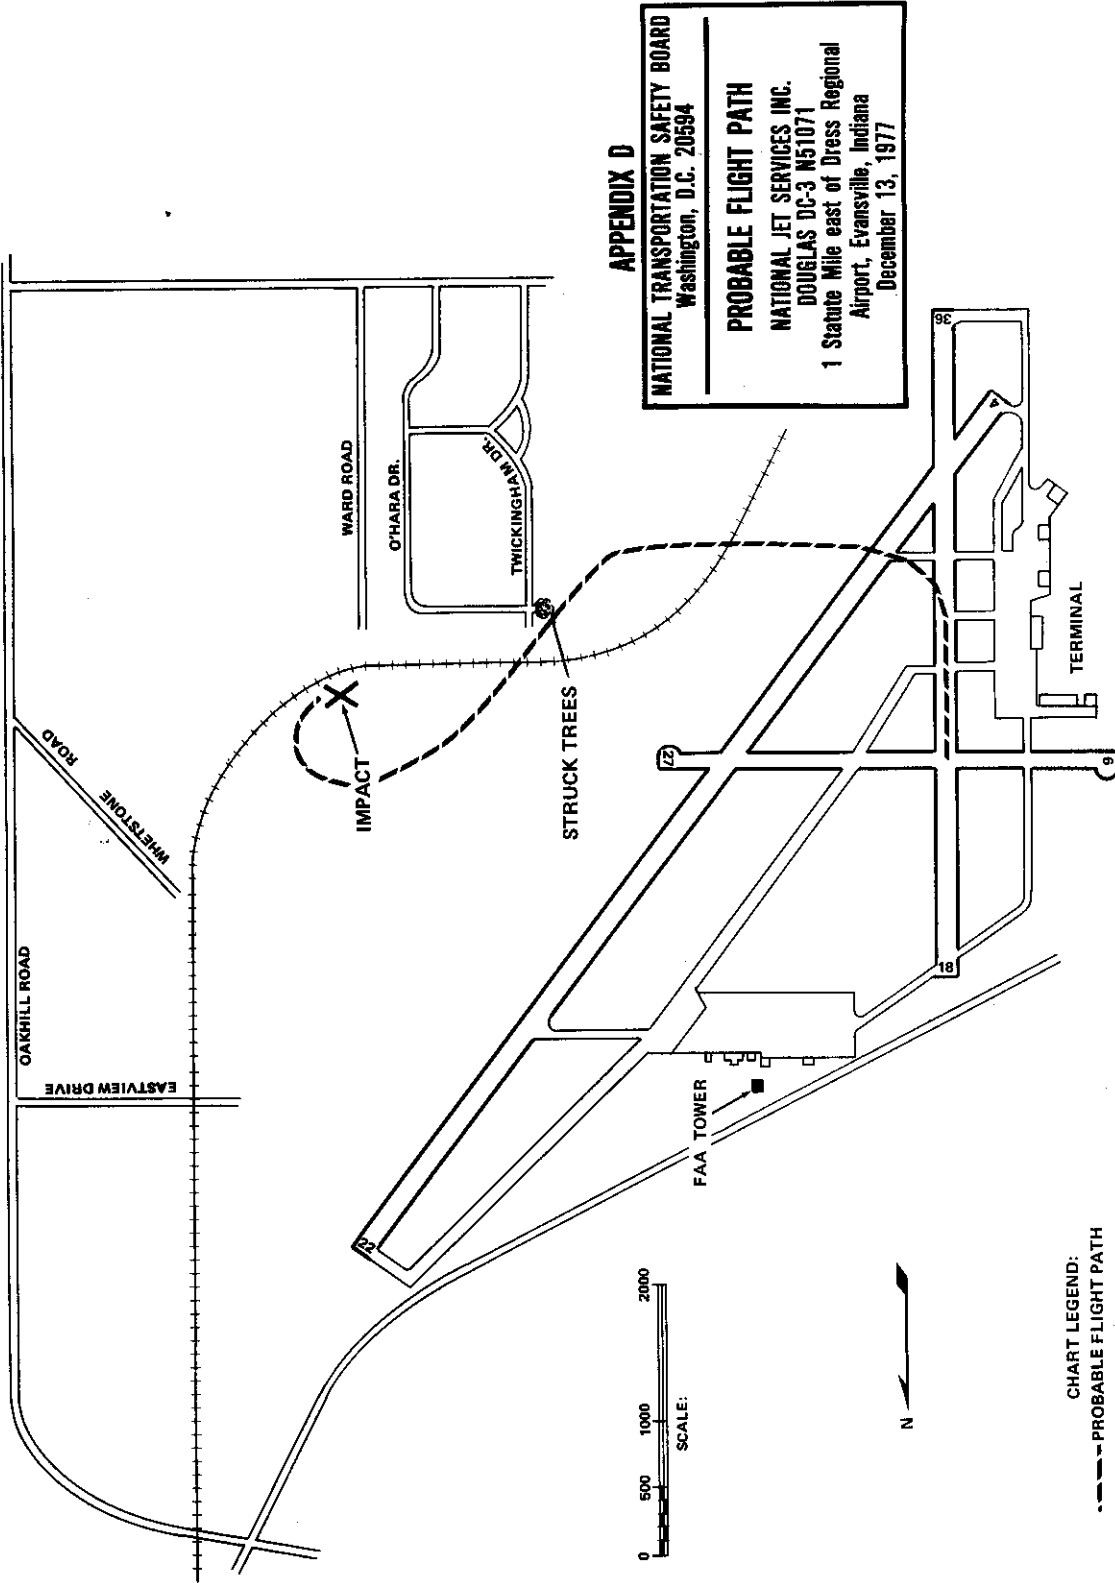 APPENDIX D
NATIONAL TRANSPORTATION SAFETY BOARD
Washington, D.C. 20594
PROBABLE FLIGHT PATH
NATIONAL JET SERVICES INC.
DOUGLAS DC-3 N51071
1 Statute Mile east of Dress Regional
Airport, Evansville, Indiana
December 13, 1977
OAKHILL ROAD
EASTVIEW DRIVE
WHETSTONE
ROAD
WARD ROAD
O'HARA DR.
TWICKINGHAM DR.
IMPACT
STRUCK TREES
22
27
36
4
18
9
FAA TOWER
TERMINAL
0 500 1000 2000
SCALE:
N
CHART LEGEND:
PROBABLE FLIGHT PATH